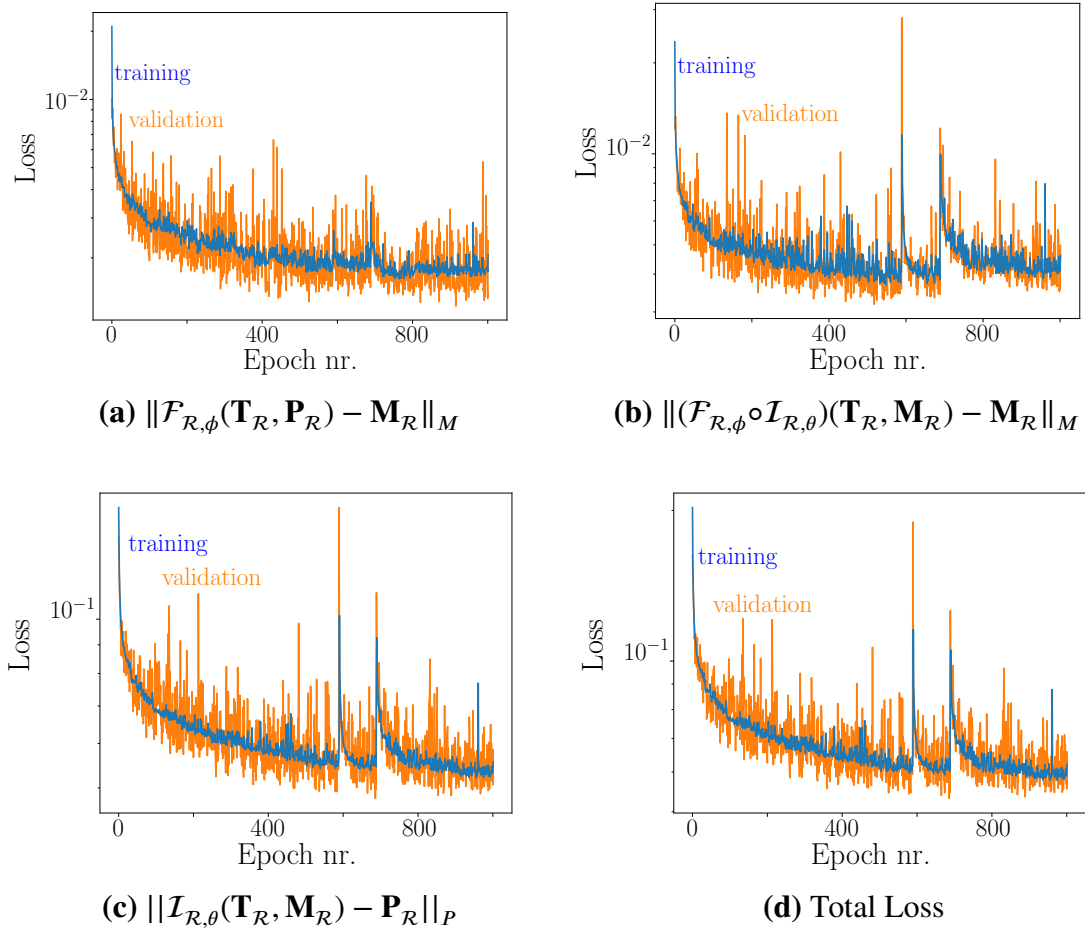 training
validation
10⁻²
Loss
0 400 800
Epoch nr.
(a) ‖ℱ_{ℛ,ϕ}(T_ℛ, P_ℛ) − M_ℛ‖_M
training
validation
10⁻²
Loss
0 400 800
Epoch nr.
(b) ‖(ℱ_{ℛ,ϕ}∘ℐ_{ℛ,θ})(T_ℛ, M_ℛ) − M_ℛ‖_M
training
validation
10⁻¹
Loss
0 400 800
Epoch nr.
(c) ||ℐ_{ℛ,θ}(T_ℛ, M_ℛ) − P_ℛ||_P
training
validation
10⁻¹
Loss
0 400 800
Epoch nr.
(d) Total Loss